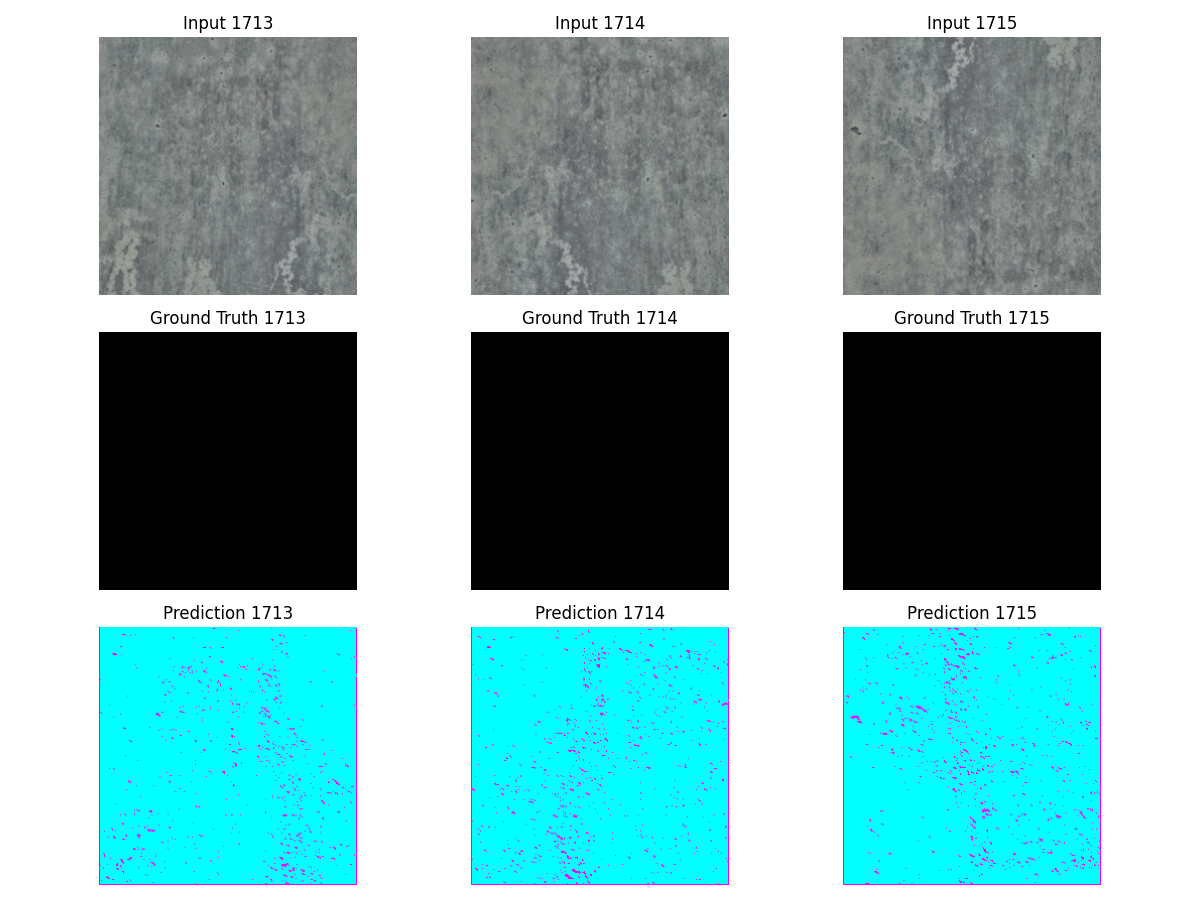 Input 1713
Input 1714
Input 1715
Ground Truth 1713
Ground Truth 1714
Ground Truth 1715
Prediction 1713
Prediction 1714
Prediction 1715